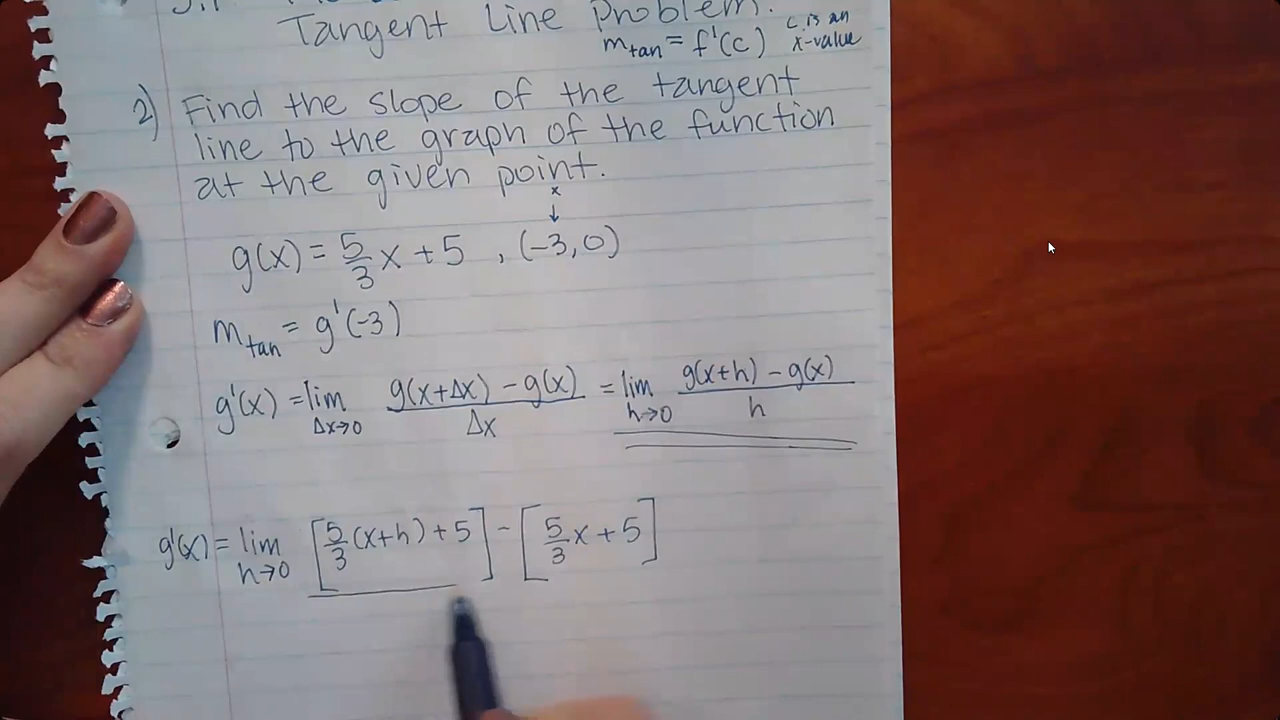 Tangent Line Problem.
m_tan = f'(c) c is an x-value
2) Find the slope of the tangent
line to the graph of the function
at the given point.
x
↓
g(x) = 5/3 x + 5 , (-3, 0)
m_tan = g'(-3)
g'(x) = lim Δx→0 g(x+Δx) - g(x) / Δx = lim h→0 g(x+h) - g(x) / h
g'(x) = lim h→0 [5/3 (x+h) + 5] - [5/3 x + 5]